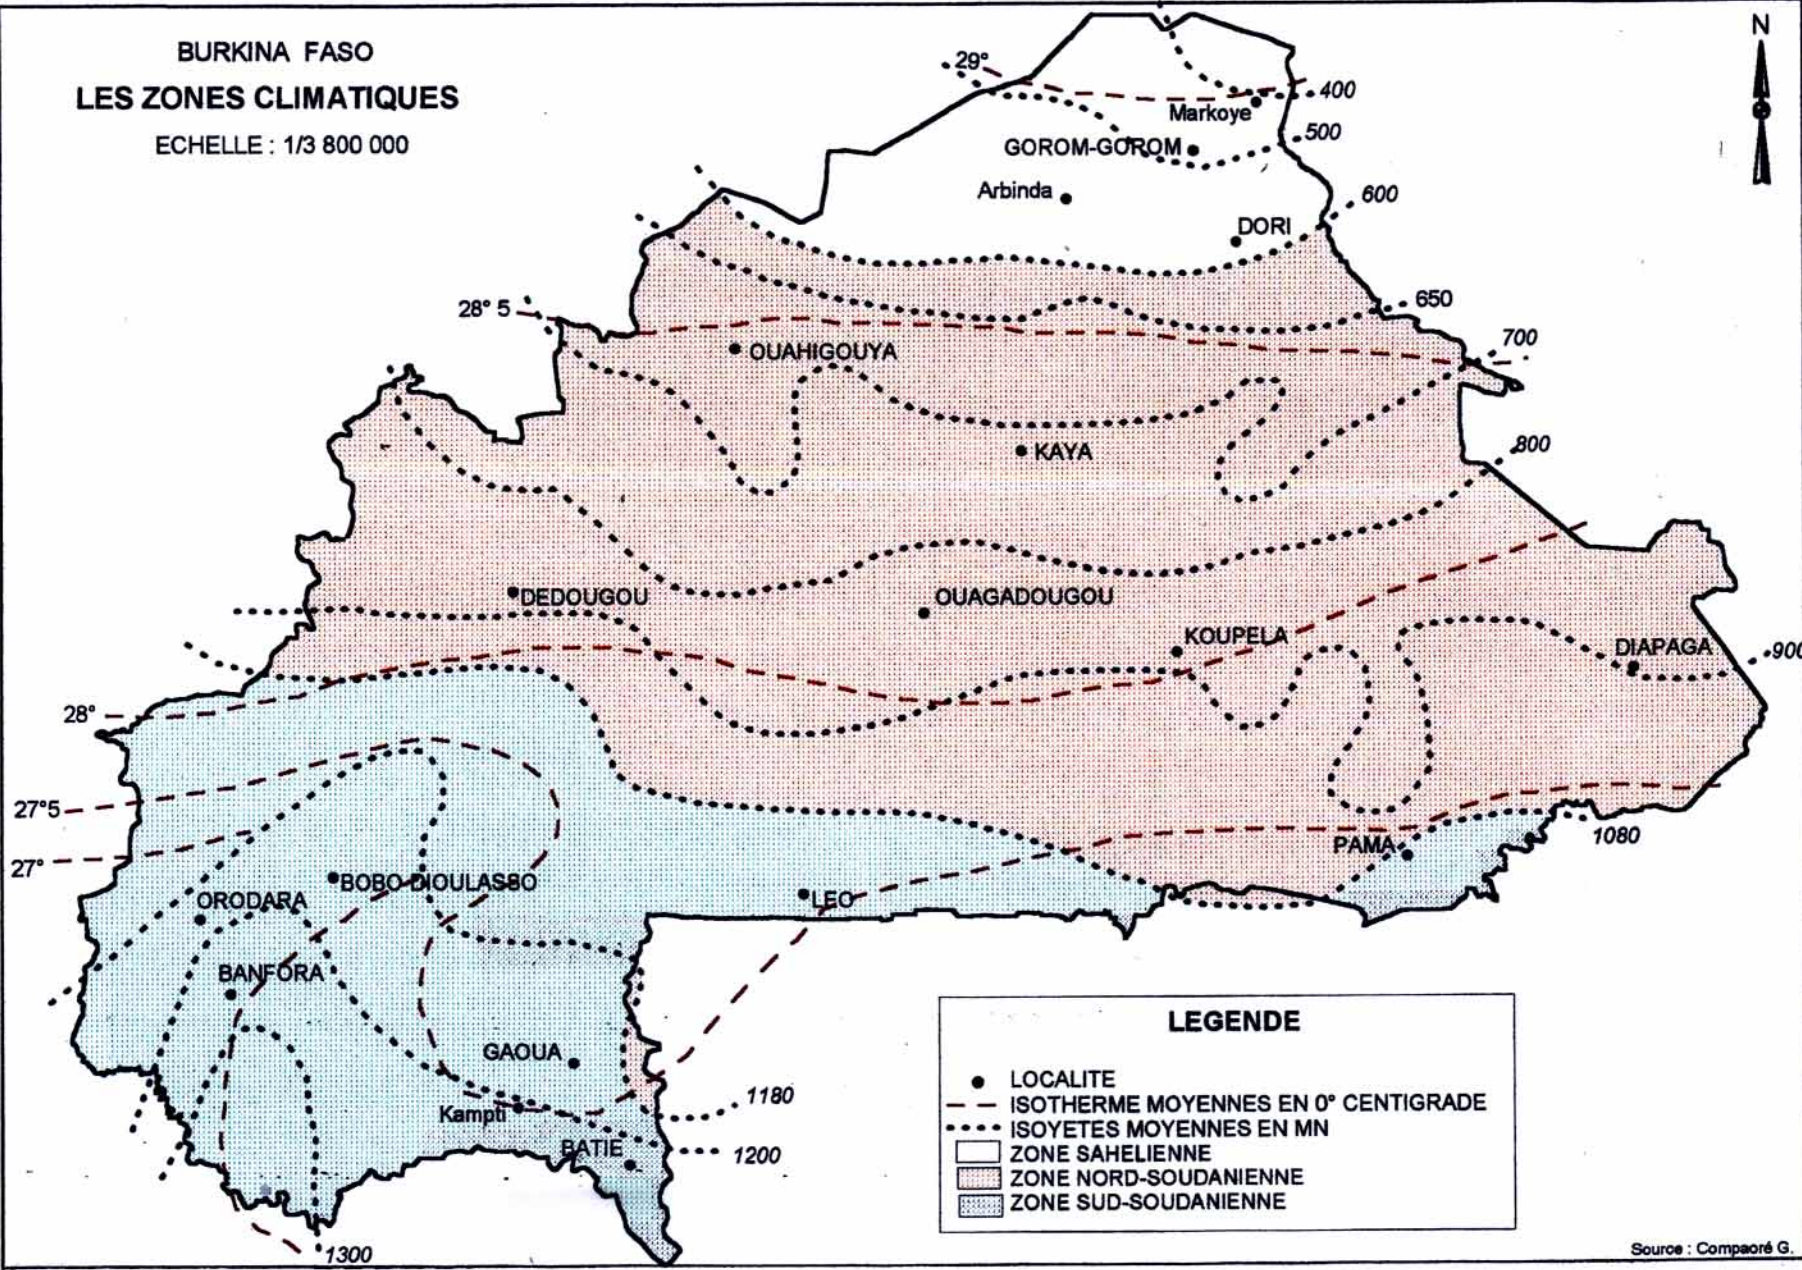 BURKINA FASO
LES ZONES CLIMATIQUES
ECHELLE : 1/3 800 000
N
29°
400
Markoye
500
GOROM-GOROM
Arbinda
600
DORI
28° 5
650
700
OUAHIGOUYA
KAYA
800
DEDOUGOU
OUAGADOUGOU
KOUPELA
DIAPAGA
900
28°
27°5
27°
PAMA
1080
BOBO DIOULASSO
ORODARA
LEO
BANFORA
GAOUA
Kampti
1180
BATIE
1200
1300
LEGENDE
LOCALITE
ISOTHERME MOYENNES EN 0° CENTIGRADE
ISOYETES MOYENNES EN MN
ZONE SAHELIENNE
ZONE NORD-SOUDANIENNE
ZONE SUD-SOUDANIENNE
Source : Compaoré G.